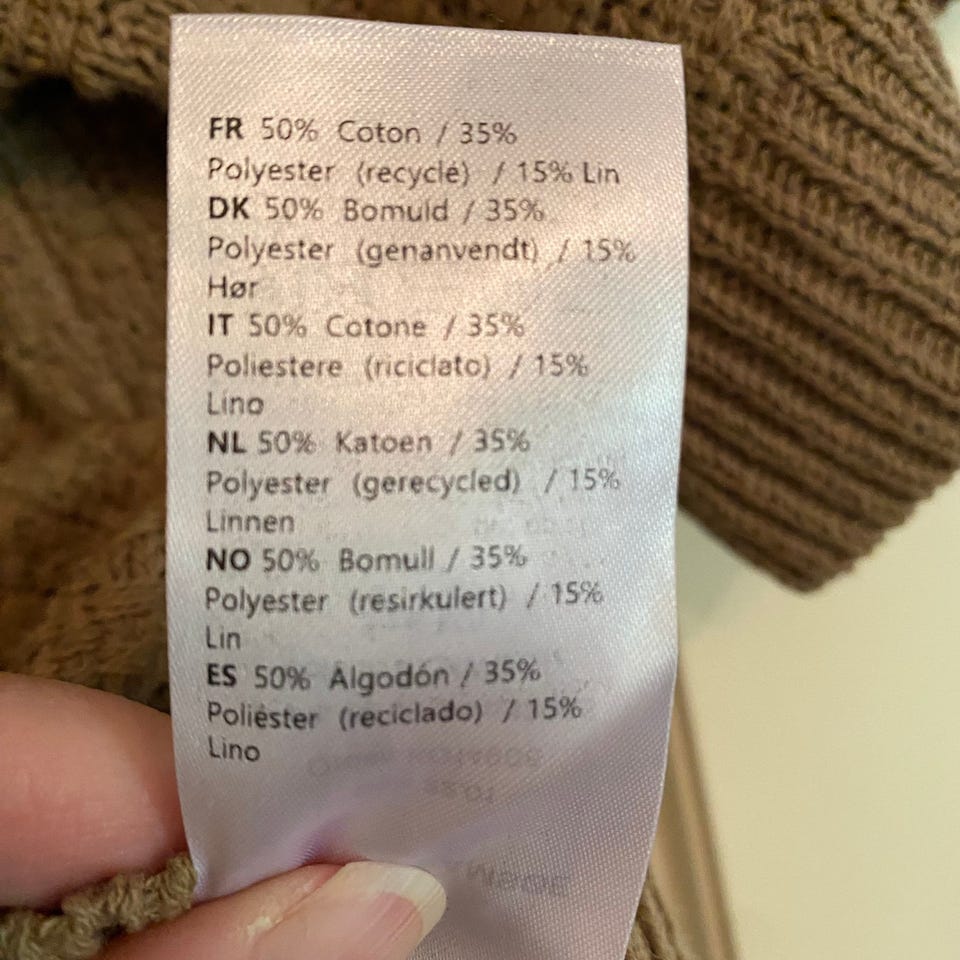 FR 50% Coton / 35%
Polyester (recyclé) / 15% Lin
DK 50% Bomuld / 35%
Polyester (genanvendt) / 15%
Hør
IT 50% Cotone / 35%
Poliestere (riciclato) / 15%
Lino
NL 50% Katoen / 35%
Polyester (gerecycled) / 15%
Linnen
NO 50% Bomull / 35%
Polyester (resirkulert) / 15%
Lin
ES 50% Algodón / 35%
Poliéster (reciclado) / 15%
Lino